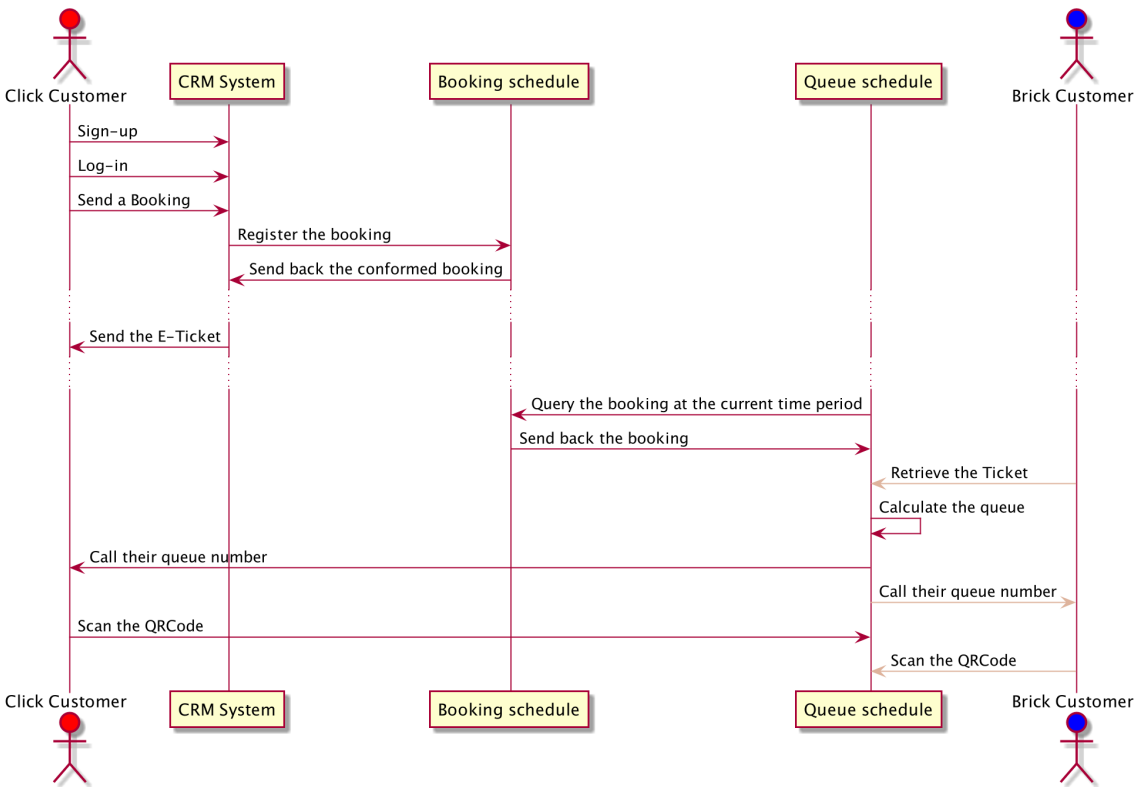 Click Customer
CRM System
Booking schedule
Queue schedule
Brick Customer
Sign-up
Log-in
Send a Booking
Register the booking
Send back the conformed booking
Send the E-Ticket
Query the booking at the current time period
Send back the booking
Retrieve the Ticket
Calculate the queue
Call their queue number
Call their queue number
Scan the QRCode
Scan the QRCode
Click Customer
CRM System
Booking schedule
Queue schedule
Brick Customer